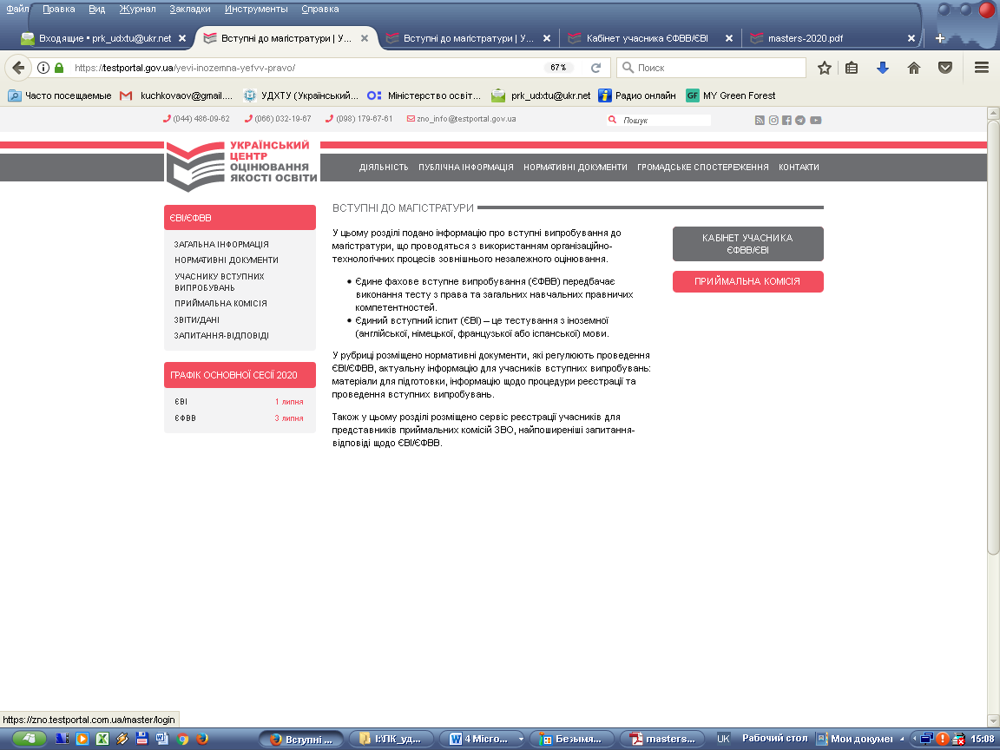 Файл Правка Вид Журнал Закладки Инструменты Справка
Входящие • prk_udxtu@ukr.net
Вступні до магістратури | У...
Вступні до магістратури | У...
Кабінет учасника ЄФВВ/ЄВІ
masters-2020.pdf
https://testportal.gov.ua/yevi-inozemna-yefvv-pravo/
67%
Поиск
Часто посещаемые
kuchkovaov@gmail....
УДХТУ (Український...
Міністерство освіт...
prk_udxtu@ukr.net
Радио онлайн
GF MY Green Forest
(044) 486-09-62
(066) 032-19-67
(098) 179-67-61
zno_info@testportal.gov.ua
Пошук
УКРАЇНСЬКИЙ
ЦЕНТР
ОЦІНЮВАННЯ
ЯКОСТІ ОСВІТИ
ДІЯЛЬНІСТЬ ПУБЛІЧНА ІНФОРМАЦІЯ НОРМАТИВНІ ДОКУМЕНТИ ГРОМАДСЬКЕ СПОСТЕРЕЖЕННЯ КОНТАКТИ
ЄВІ/ЄФВВ
ЗАГАЛЬНА ІНФОРМАЦІЯ
НОРМАТИВНІ ДОКУМЕНТИ
УЧАСНИКУ ВСТУПНИХ
ВИПРОБУВАНЬ
ПРИЙМАЛЬНА КОМІСІЯ
ЗВІТИ/ДАНІ
ЗАПИТАННЯ-ВІДПОВІДІ
ГРАФІК ОСНОВНОЇ СЕСІЇ 2020
ЄВІ 1 липня
ЄФВВ 3 липня
ВСТУПНІ ДО МАГІСТРАТУРИ
У цьому розділі подано інформацію про вступні випробування до
магістратури, що проводяться з використанням організаційно-
технологічних процесів зовнішнього незалежного оцінювання.
• Єдине фахове вступне випробування (ЄФВВ) передбачає
виконання тесту з права та загальних навчальних правничих
компетентностей.
• Єдиний вступний іспит (ЄВІ) – це тестування з іноземної
(англійської, німецької, французької або іспанської) мови.
У рубриці розміщено нормативні документи, які регулюють проведення
ЄВІ/ЄФВВ, актуальну інформацію для учасників вступних випробувань:
матеріали для підготовки, інформацію щодо процедури реєстрації та
проведення вступних випробувань.
Також у цьому розділі розміщено сервіс реєстрації учасників для
представників приймальних комісій ЗВО, найпоширеніші запитання-
відповіді щодо ЄВІ/ЄФВВ.
КАБІНЕТ УЧАСНИКА
ЄФВВ/ЄВІ
ПРИЙМАЛЬНА КОМІСІЯ
https://zno.testportal.com.ua/master/login
Вступні ...
I:\ПК_уд...
4 Micro...
Безымя...
masters...
UK
Рабочий стол
Мои докумен
15:08